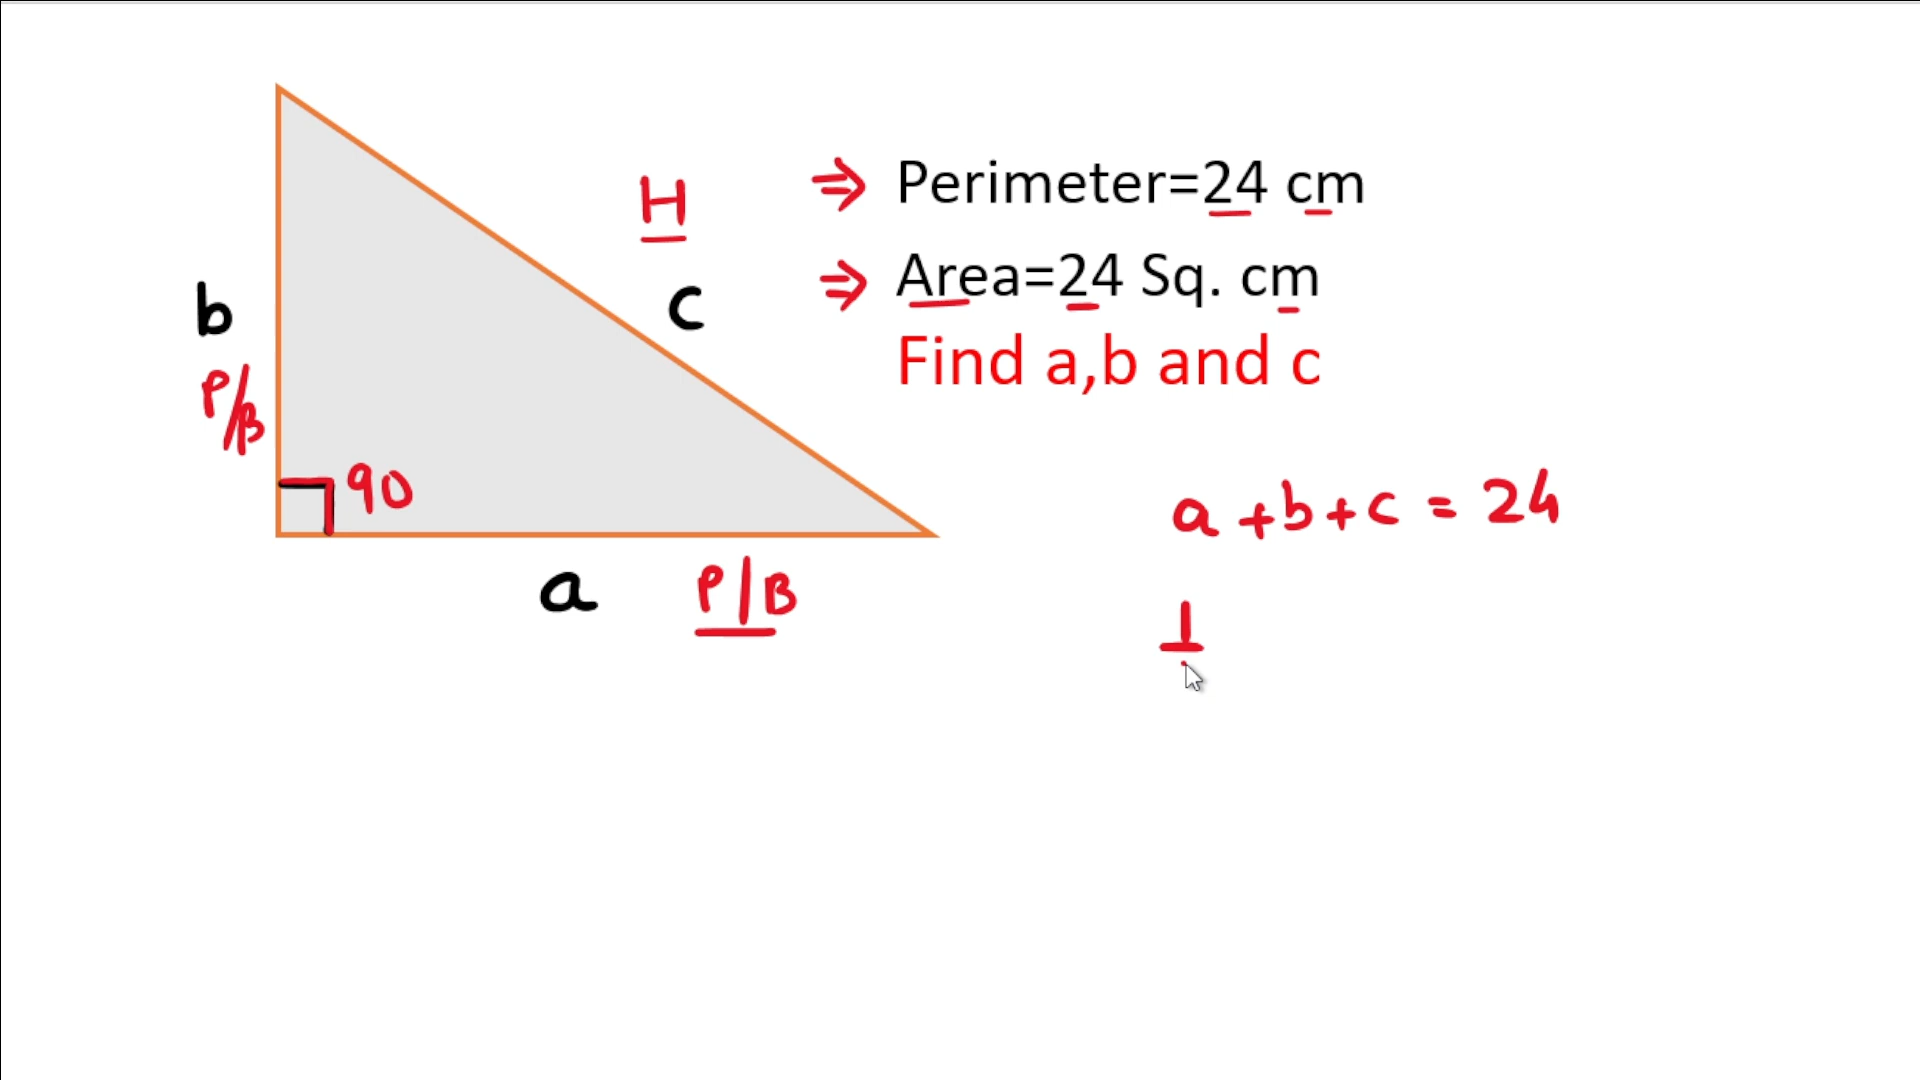 H
Perimeter=24 cm
Area=24 Sq. cm
Find a,b and c
b
c
P/B
90
a + b + c = 24
a
P/B
1